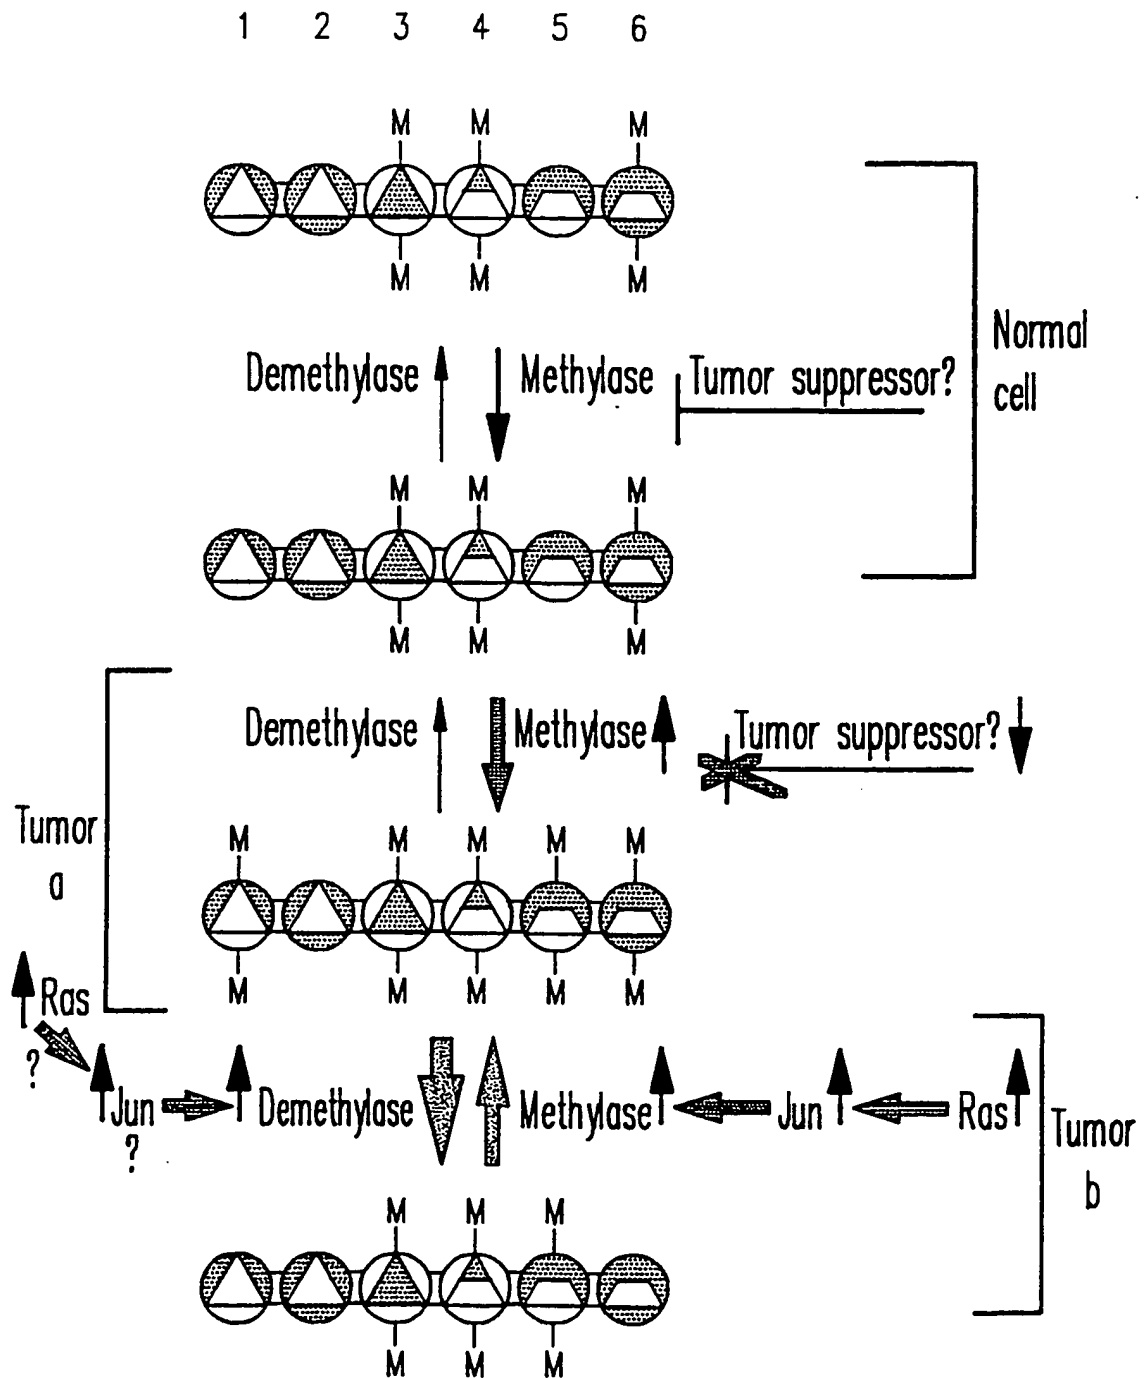 1 2 3 4 5 6
M M M
M M M
Demethylase Methylase Tumor suppressor?
Normal
cell
M M M
M M M
Demethylase Methylase Tumor suppressor?
Tumor
a
M M M M M
M M M M M
Ras
?
Jun Demethylase Methylase Jun Ras
?
Tumor
b
M M M
M M M